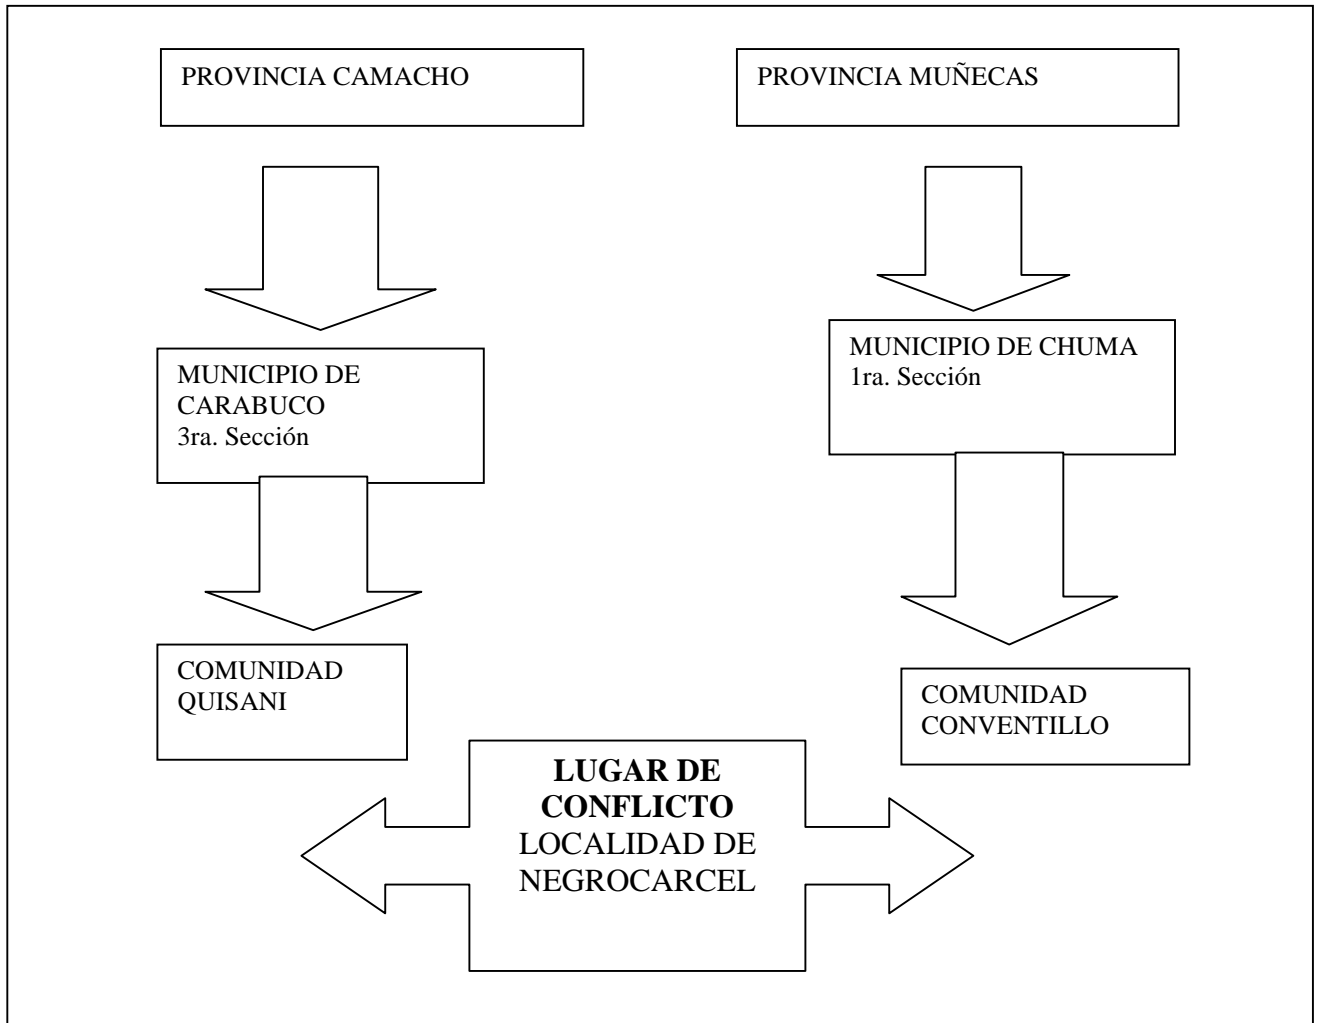 PROVINCIA CAMACHO
PROVINCIA MUÑECAS
MUNICIPIO DE
CARABUCO
3ra. Sección
MUNICIPIO DE CHUMA
1ra. Sección
COMUNIDAD
QUISANI
COMUNIDAD
CONVENTILLO
LUGAR DE
CONFLICTO
LOCALIDAD DE
NEGROCARCEL